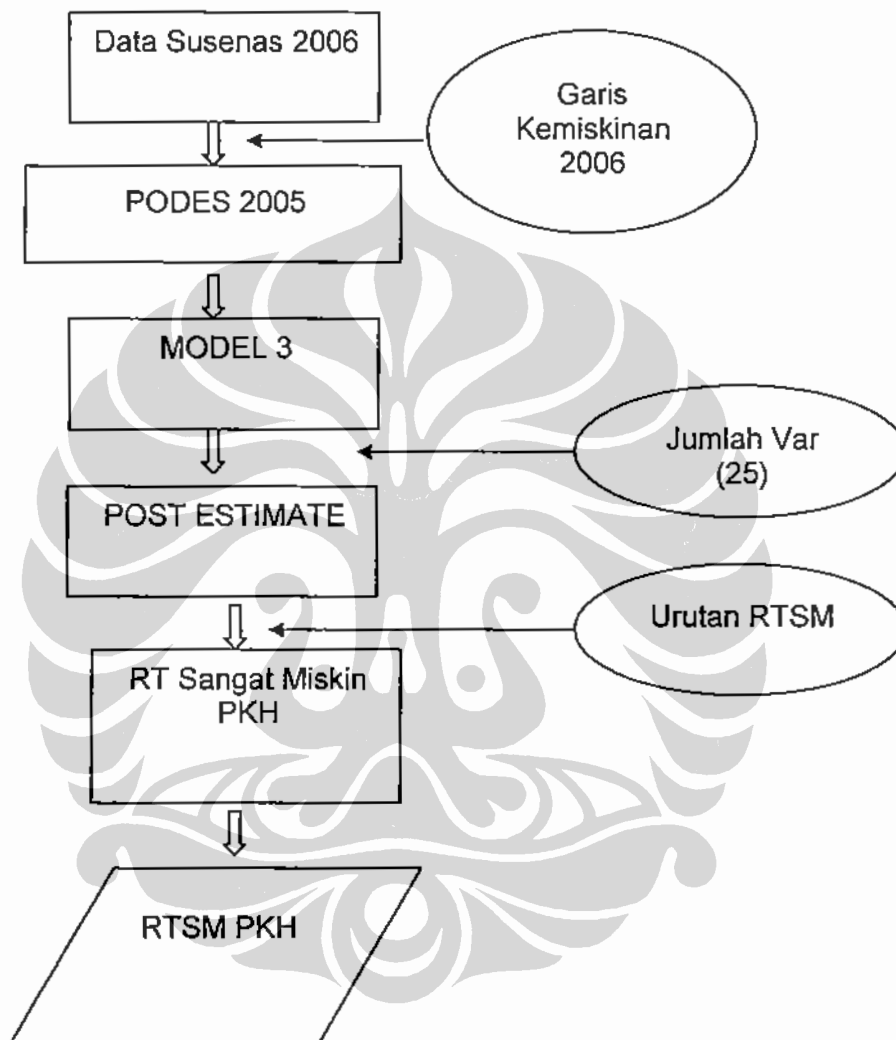 Data Susenas 2006
Garis
Kemiskinan
2006
PODES 2005
MODEL 3
Jumlah Var
(25)
POST ESTIMATE
Urutan RTSM
RT Sangat Miskin
PKH
RTSM PKH